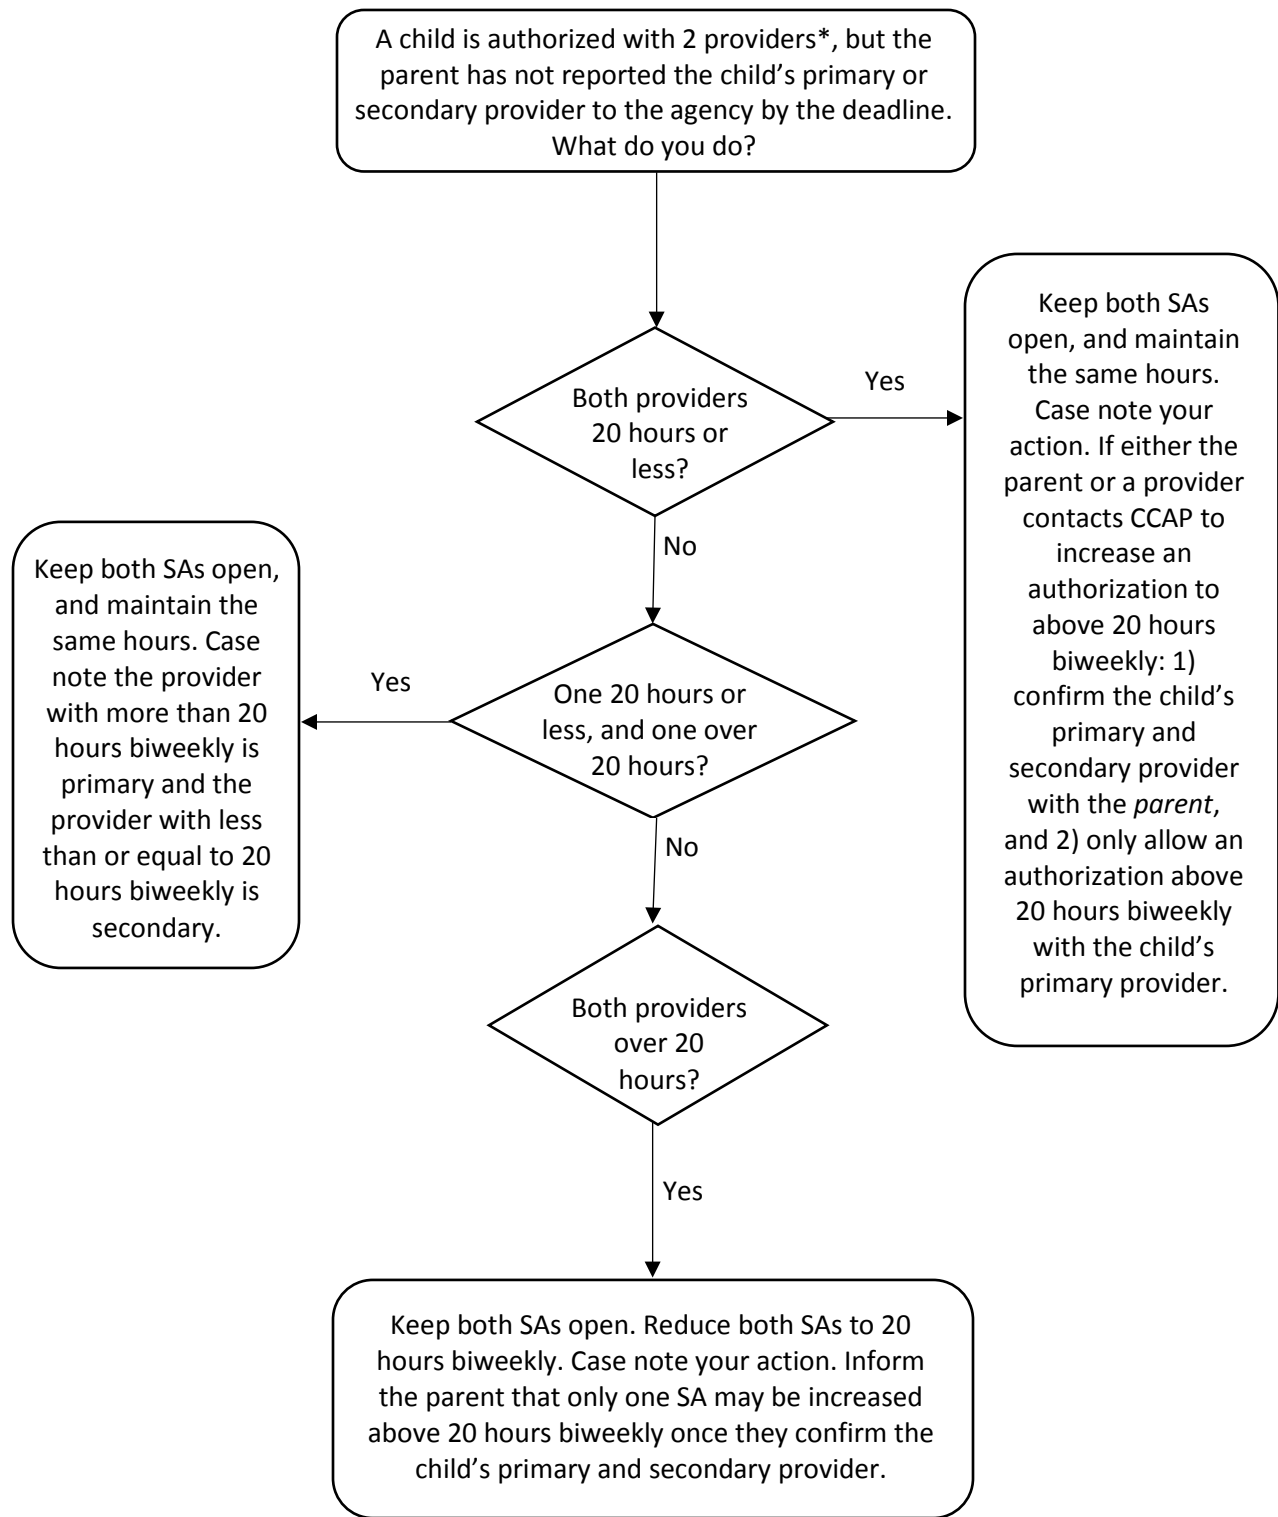 A child is authorized with 2 providers*, but the
parent has not reported the child’s primary or
secondary provider to the agency by the deadline.
What do you do?
Both providers
20 hours or
less?
Yes
Keep both SAs
open, and maintain
the same hours.
Case note your
action. If either the
parent or a provider
contacts CCAP to
increase an
authorization to
above 20 hours
biweekly: 1)
confirm the child’s
primary and
secondary provider
with the parent,
and 2) only allow an
authorization above
20 hours biweekly
with the child’s
primary provider.
No
One 20 hours or
less, and one over
20 hours?
Yes
Keep both SAs open,
and maintain the
same hours. Case
note the provider
with more than 20
hours biweekly is
primary and the
provider with less
than or equal to 20
hours biweekly is
secondary.
No
Both providers
over 20
hours?
Yes
Keep both SAs open. Reduce both SAs to 20
hours biweekly. Case note your action. Inform
the parent that only one SA may be increased
above 20 hours biweekly once they confirm the
child’s primary and secondary provider.